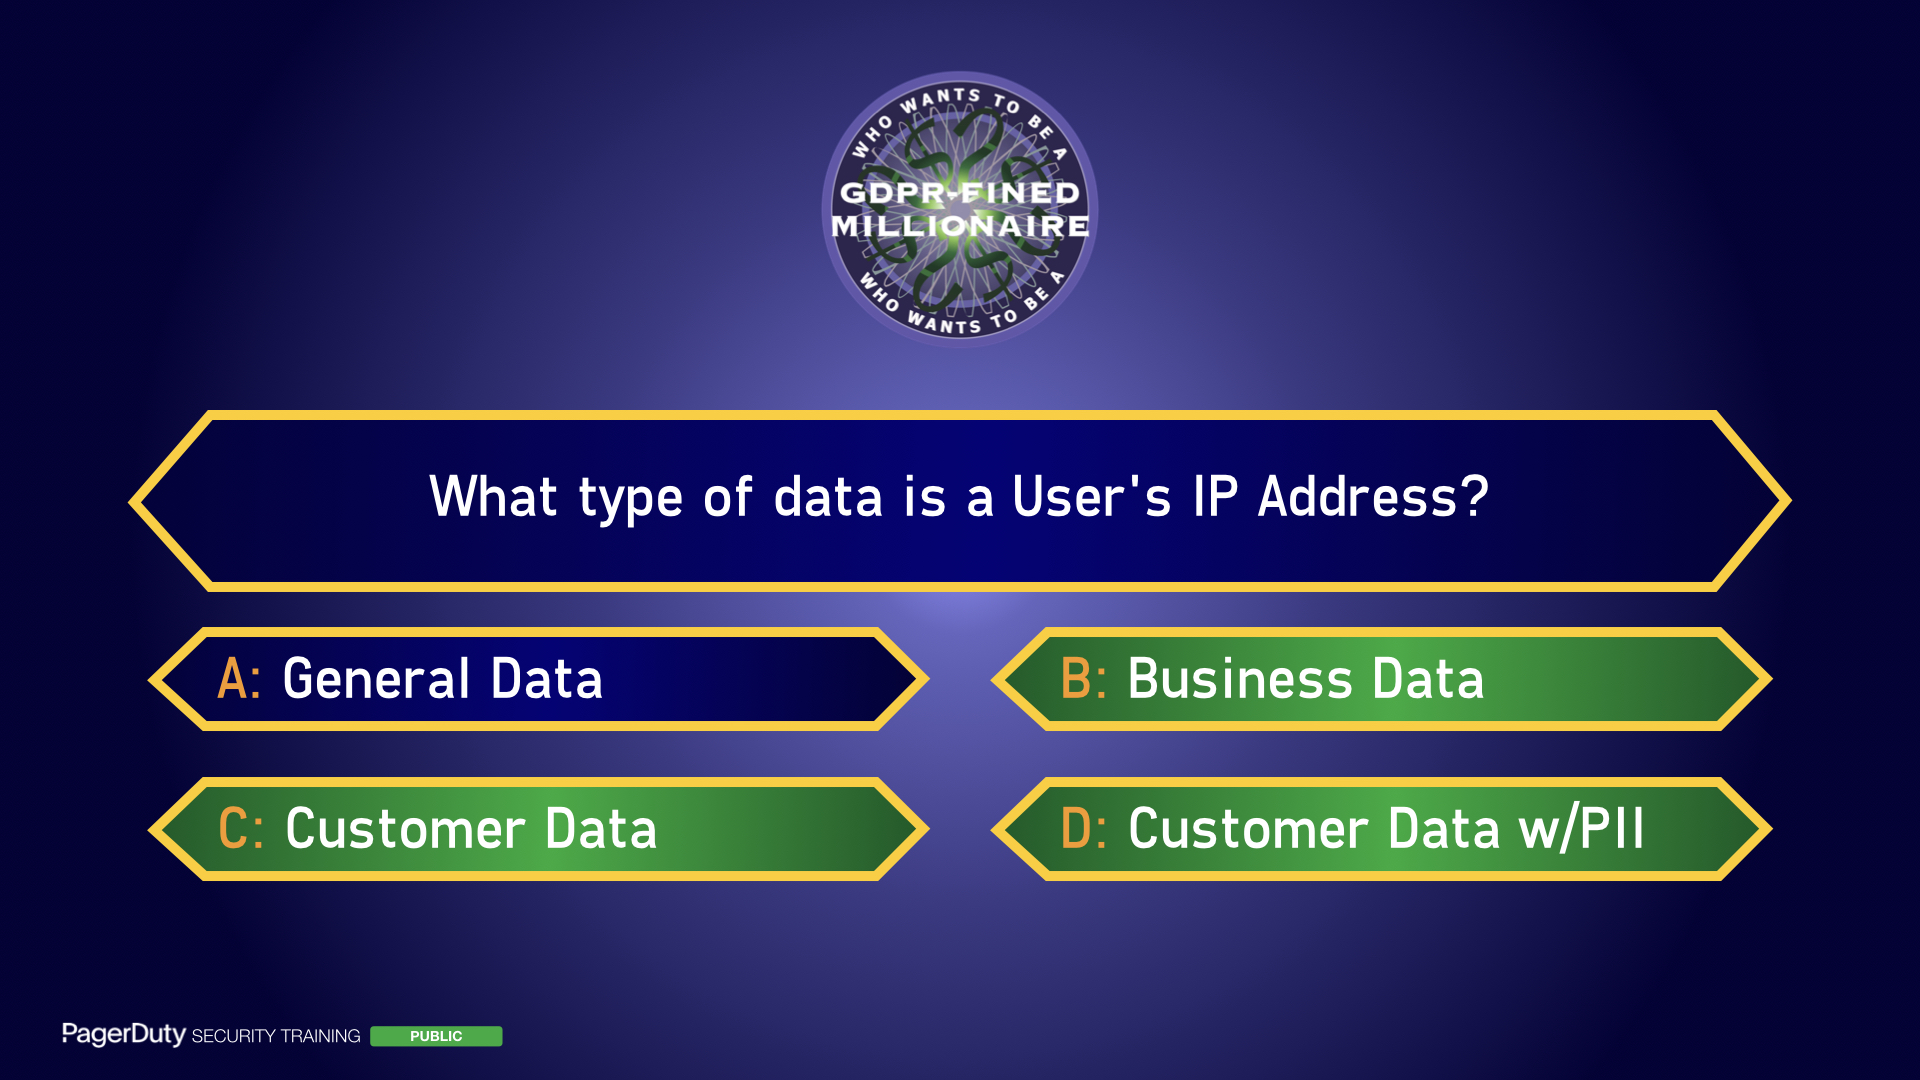 WHO WANTS TO BE A
GDPR-FINED
MILLIONAIRE
WHO WANTS TO BE A
What type of data is a User's IP Address?
A: General Data
B: Business Data
C: Customer Data
D: Customer Data w/PII
PagerDuty SECURITY TRAINING PUBLIC